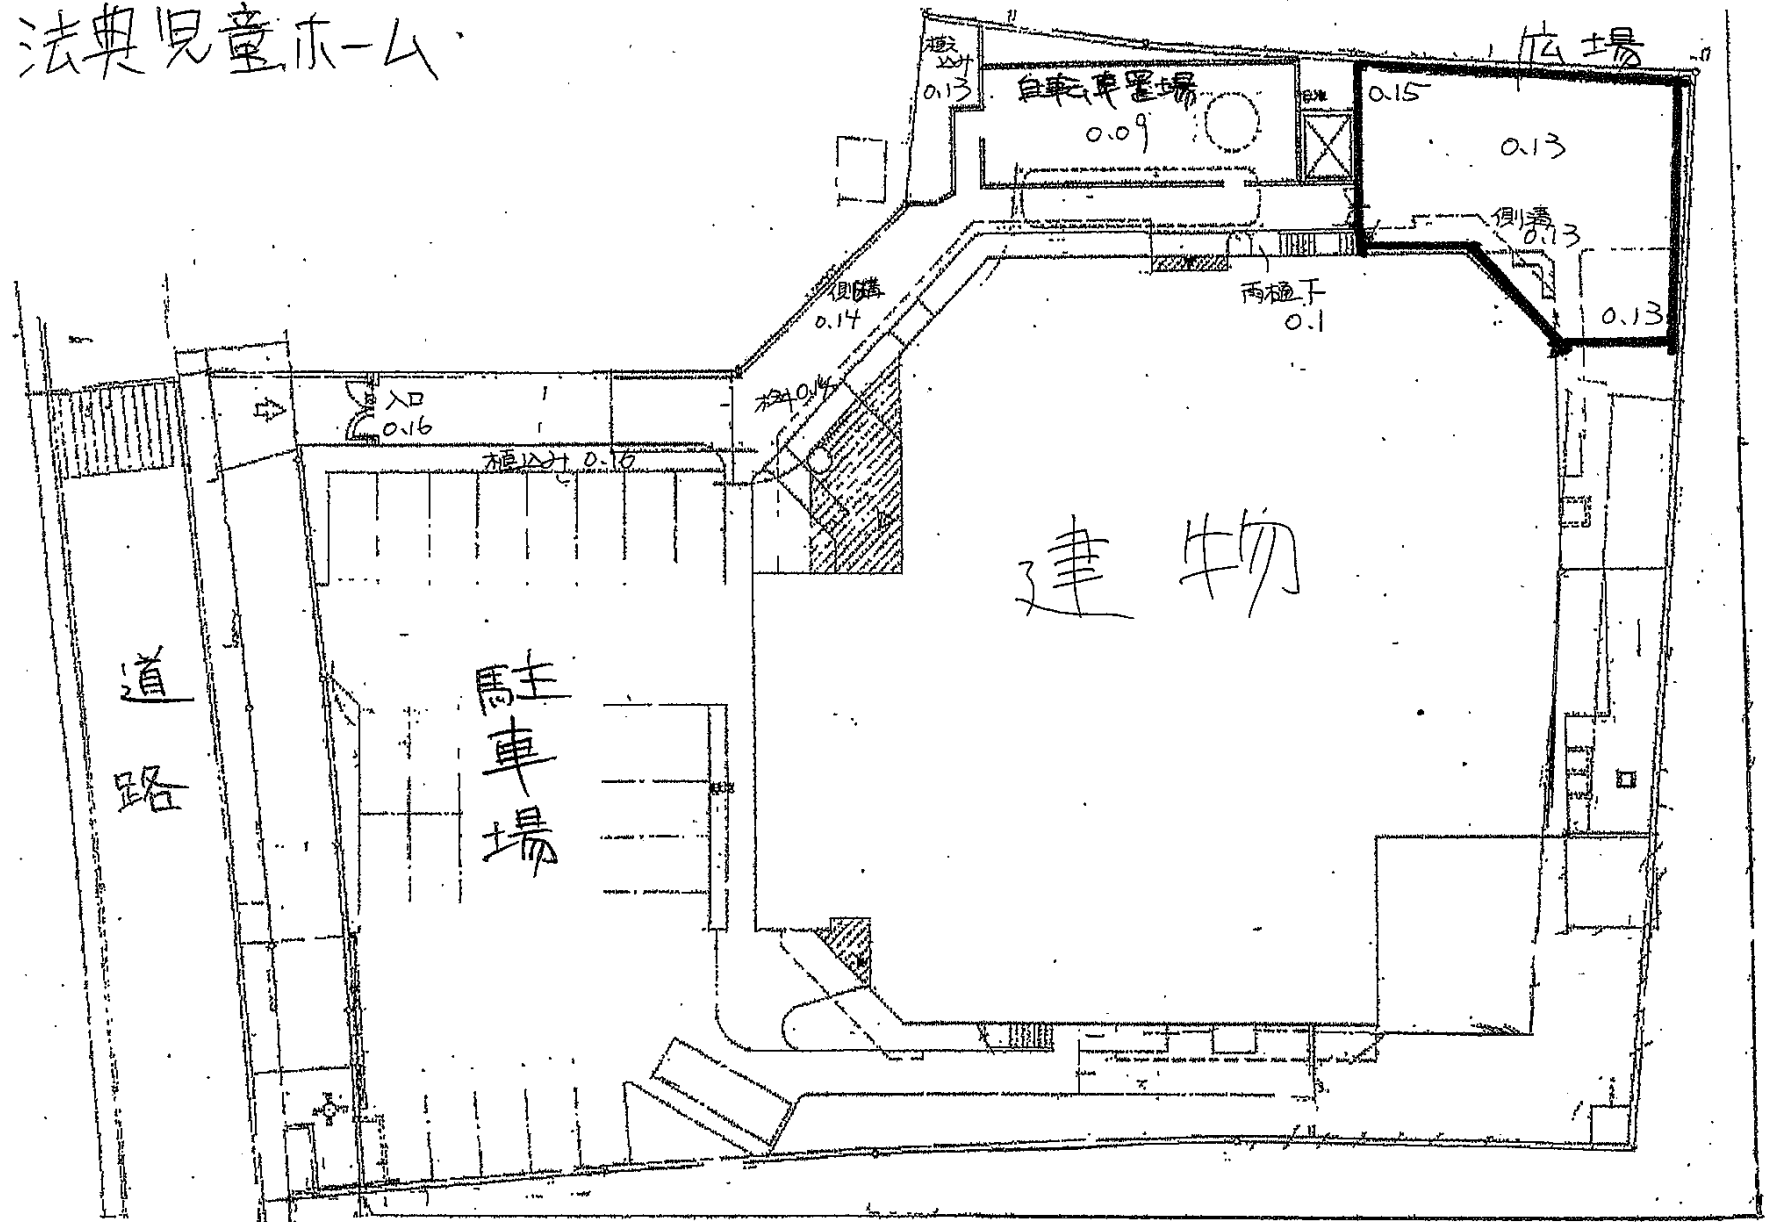 法典児童ホーム
広場
植え
込み
0.13
自転車置場
0.09
0.15
0.13
側溝
0.13
0.13
雨樋下
0.1
側溝
0.14
入口
0.16
植込み 0.16
建物
道路
駐車場